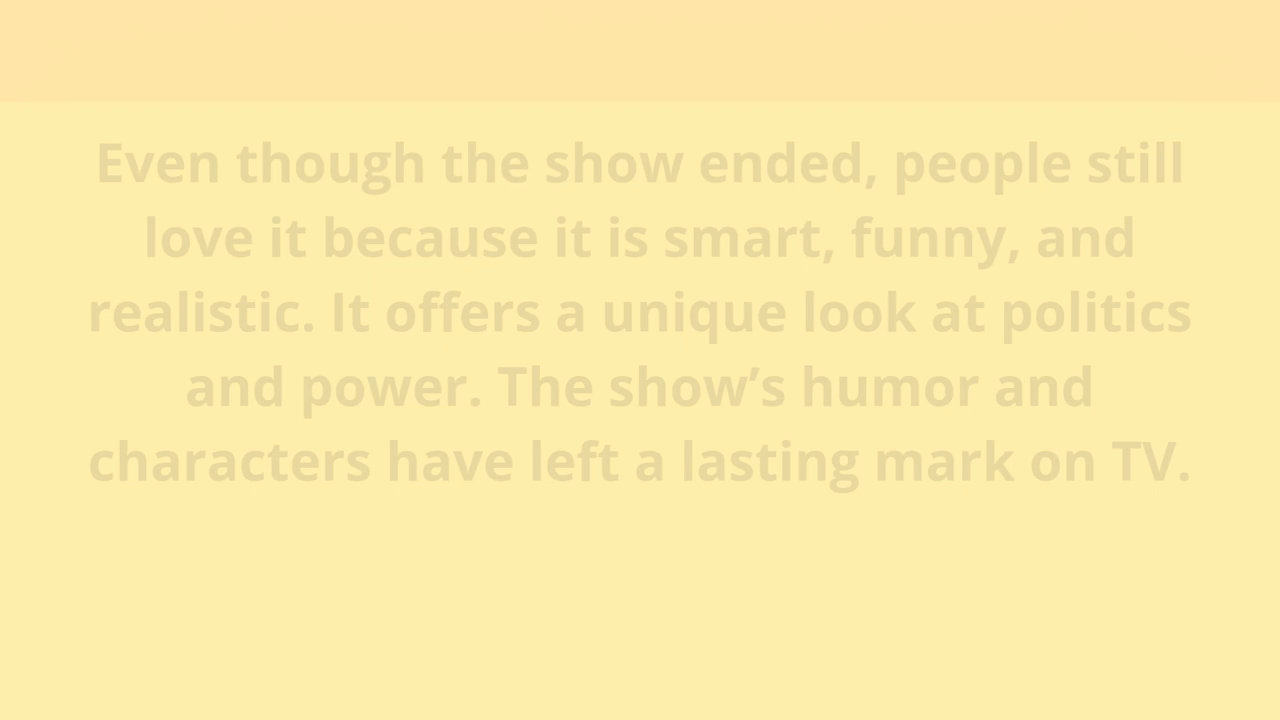 Even though the show ended, people still
love it because it is smart, funny, and
realistic. It offers a unique look at politics
and power. The show’s humor and
characters have left a lasting mark on TV.